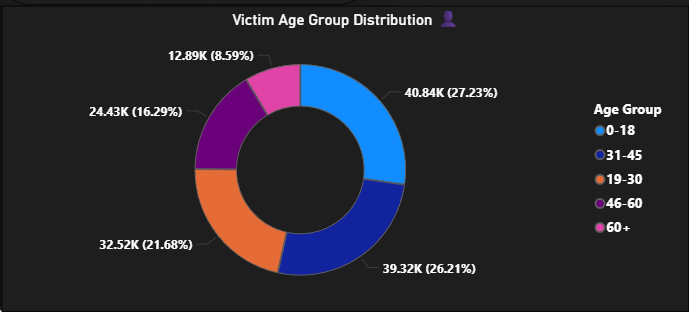 Victim Age Group Distribution
12.89K (8.59%)
40.84K (27.23%)
24.43K (16.29%)
Age Group
0-18
31-45
19-30
46-60
60+
32.52K (21.68%)
39.32K (26.21%)